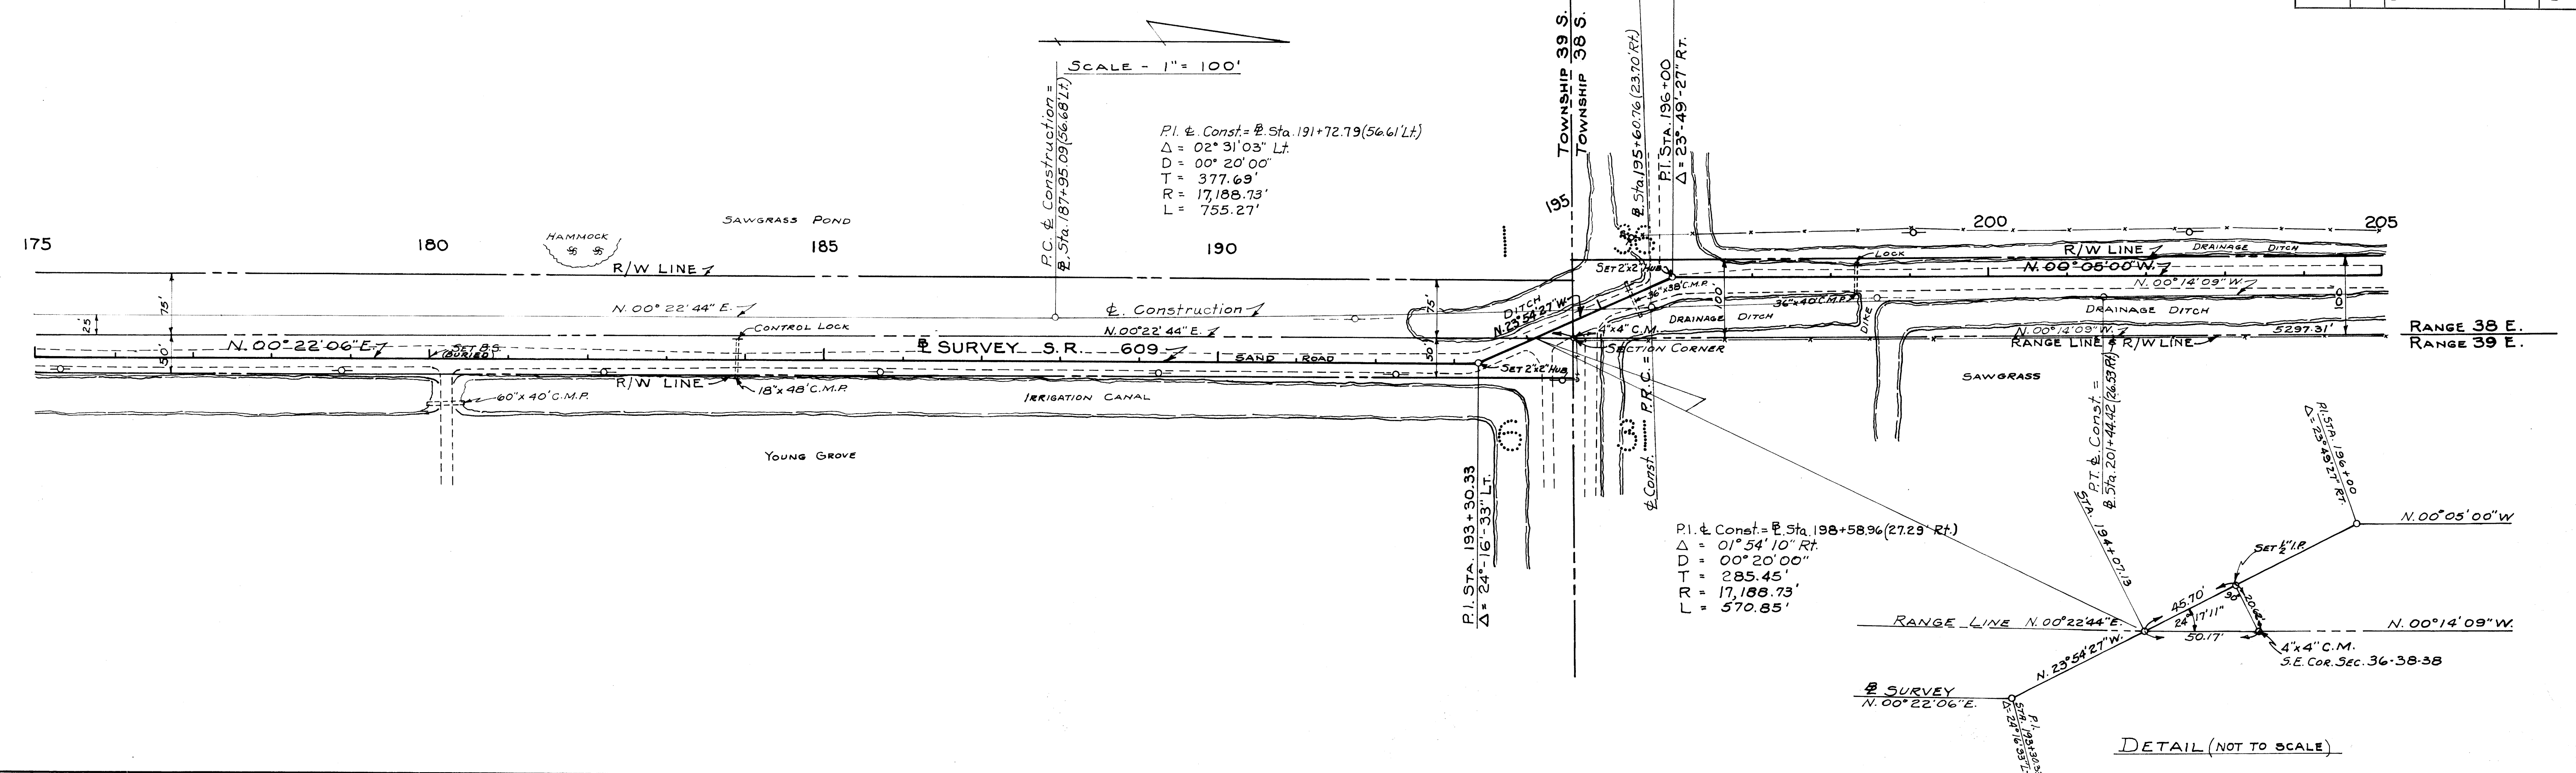 SCALE - 1" = 100'
P.C. ℄ Construction =
℄ Sta. 187+95.09 (56.68' Lt.)
P.I. ℄ Const. = ℄ Sta. 191+72.79 (56.61' Lt.)
Δ = 02° 31' 03" Lt.
D = 00° 20' 00"
T = 377.69'
R = 17,188.73'
L = 755.27'
TOWNSHIP 39 S.
TOWNSHIP 38 S.
℄ Sta. 195+60.76 (23.70' Rt.)
P.I. STA. 196+00
Δ = 23°-49'-27" RT.
175
180
185
190
195
200
205
SAWGRASS POND
HAMMOCK
R/W LINE
75'
25'
50'
N. 00° 22' 44" E.
℄ Construction
CONTROL LOCK
N. 00° 22' 44" E.
N. 00° 22' 06" E.
SET B.S.
(BURIED)
SURVEY S.R. 609
SAND ROAD
R/W LINE
18"x48' C.M.P.
60"x40' C.M.P.
IRRIGATION CANAL
YOUNG GROVE
1
36
6
DITCH
N. 23° 54' 27" W.
75'
50'
SET 2"x2" HUB
SET 2"x2" HUB
36"x38' C.M.P.
100'
4"x4" C.M.
SECTION CORNER
LOCK
36"x40' C.M.P.
DRAINAGE DITCH
DIKE
R/W LINE
DRAINAGE DITCH
N. 00° 05' 00" W.
N. 00° 14' 09" W.
DRAINAGE DITCH
100'
N. 00° 14' 09" W.
5297.31'
RANGE LINE & R/W LINE
RANGE 38 E.
RANGE 39 E.
SAWGRASS
P.I. STA. 193+30.33
Δ = 24°-16'-33" LT.
℄ Const. P.R.C. =
P.T. ℄ Const. =
℄ Sta. 201+44.42 (26.53 Rt)
P.I. ℄ Const. = ℄ Sta. 198+58.96 (27.29' Rt.)
Δ = 01° 54' 10" Rt.
D = 00° 20' 00"
T = 285.45'
R = 17,188.73'
L = 570.85'
P.I. STA. 196+00
Δ = 23° 49' 27" RT.
STA. 194+07.13
N. 00° 05' 00" W
SET ½" I.P.
45.70'
90°
24° 17' 11"
50.17'
RANGE LINE N. 00° 22' 44" E.
N. 00° 14' 09" W.
4"x4" C.M.
S.E. COR. SEC. 36-38-38
N. 23° 54' 27" W.
SURVEY
N. 00° 22' 06" E.
P.I.
DETAIL (NOT TO SCALE)